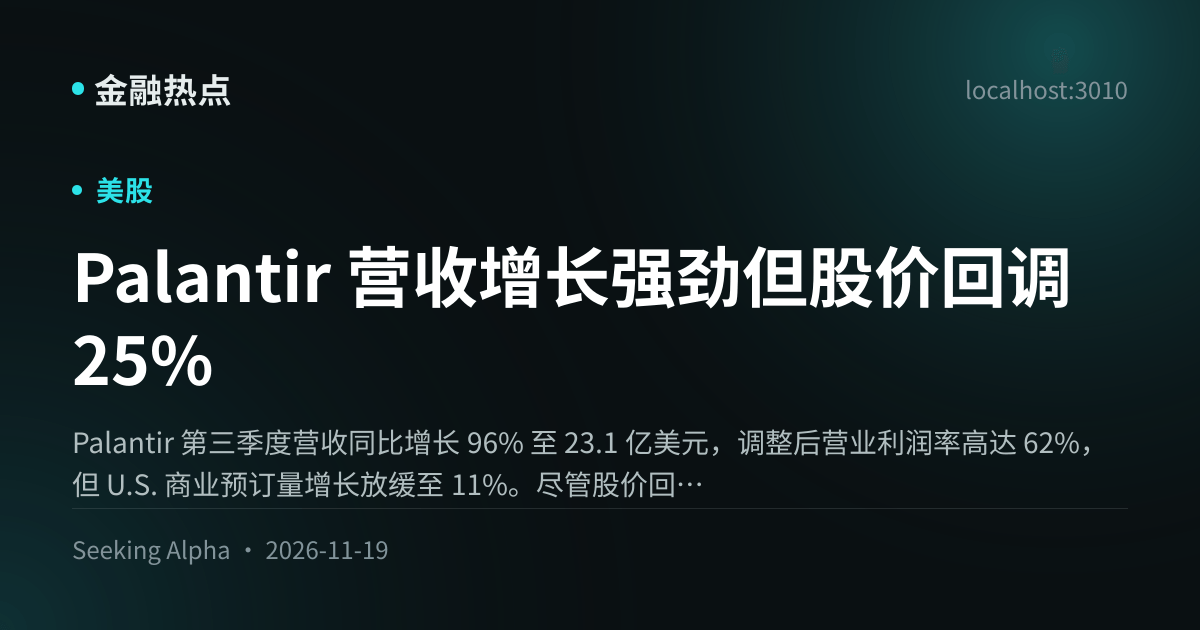 金融热点
localhost:3010
美股
Palantir 营收增长强劲但股价回调
25%
Palantir 第三季度营收同比增长 96% 至 23.1 亿美元，调整后营业利润率高达 62%，
但 U.S. 商业预订量增长放缓至 11%。尽管股价回…
Seeking Alpha • 2026-11-19